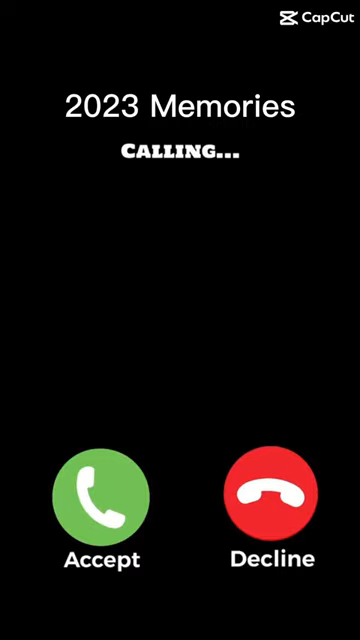 CapCut
2023 Memories
CALLING...
Accept
Decline